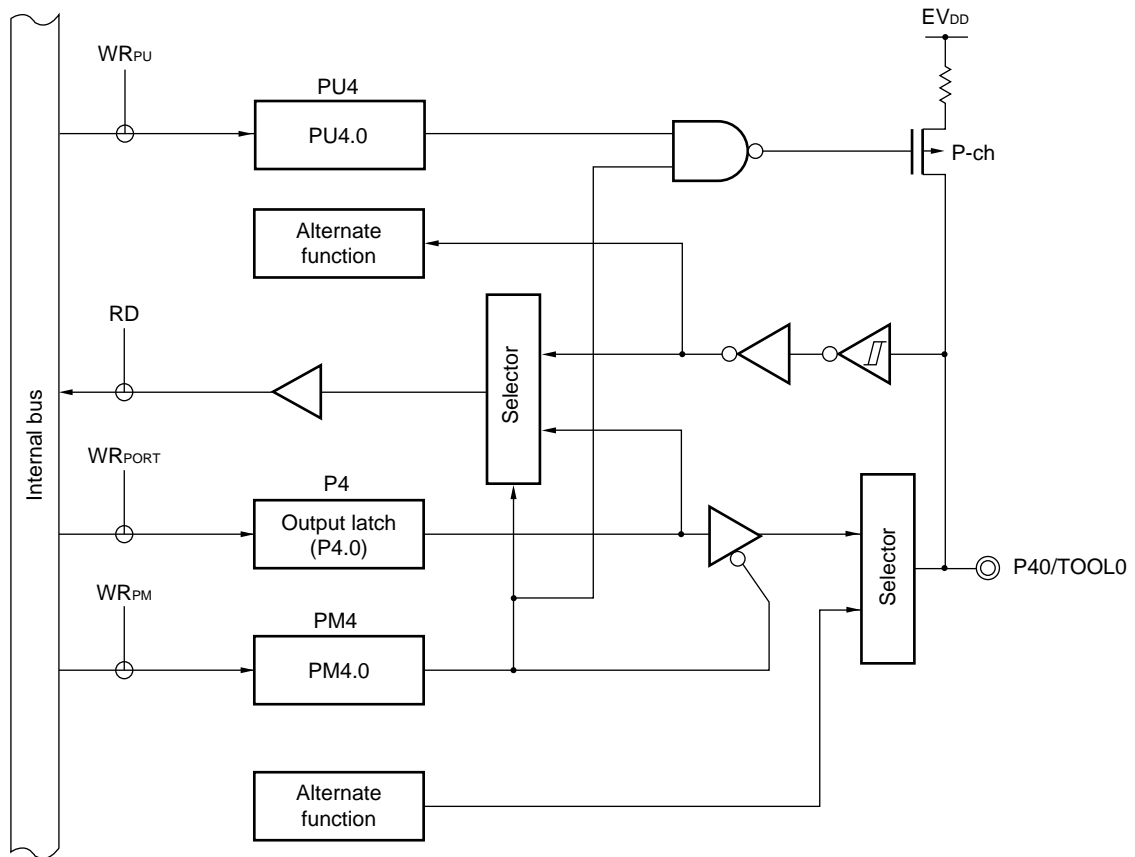 EVDD
WRPU
PU4
PU4.0
P-ch
Alternate
function
RD
Selector
Internal bus
WRPORT
P4
Output latch
(P4.0)
Selector
P40/TOOL0
WRPM
PM4
PM4.0
Alternate
function